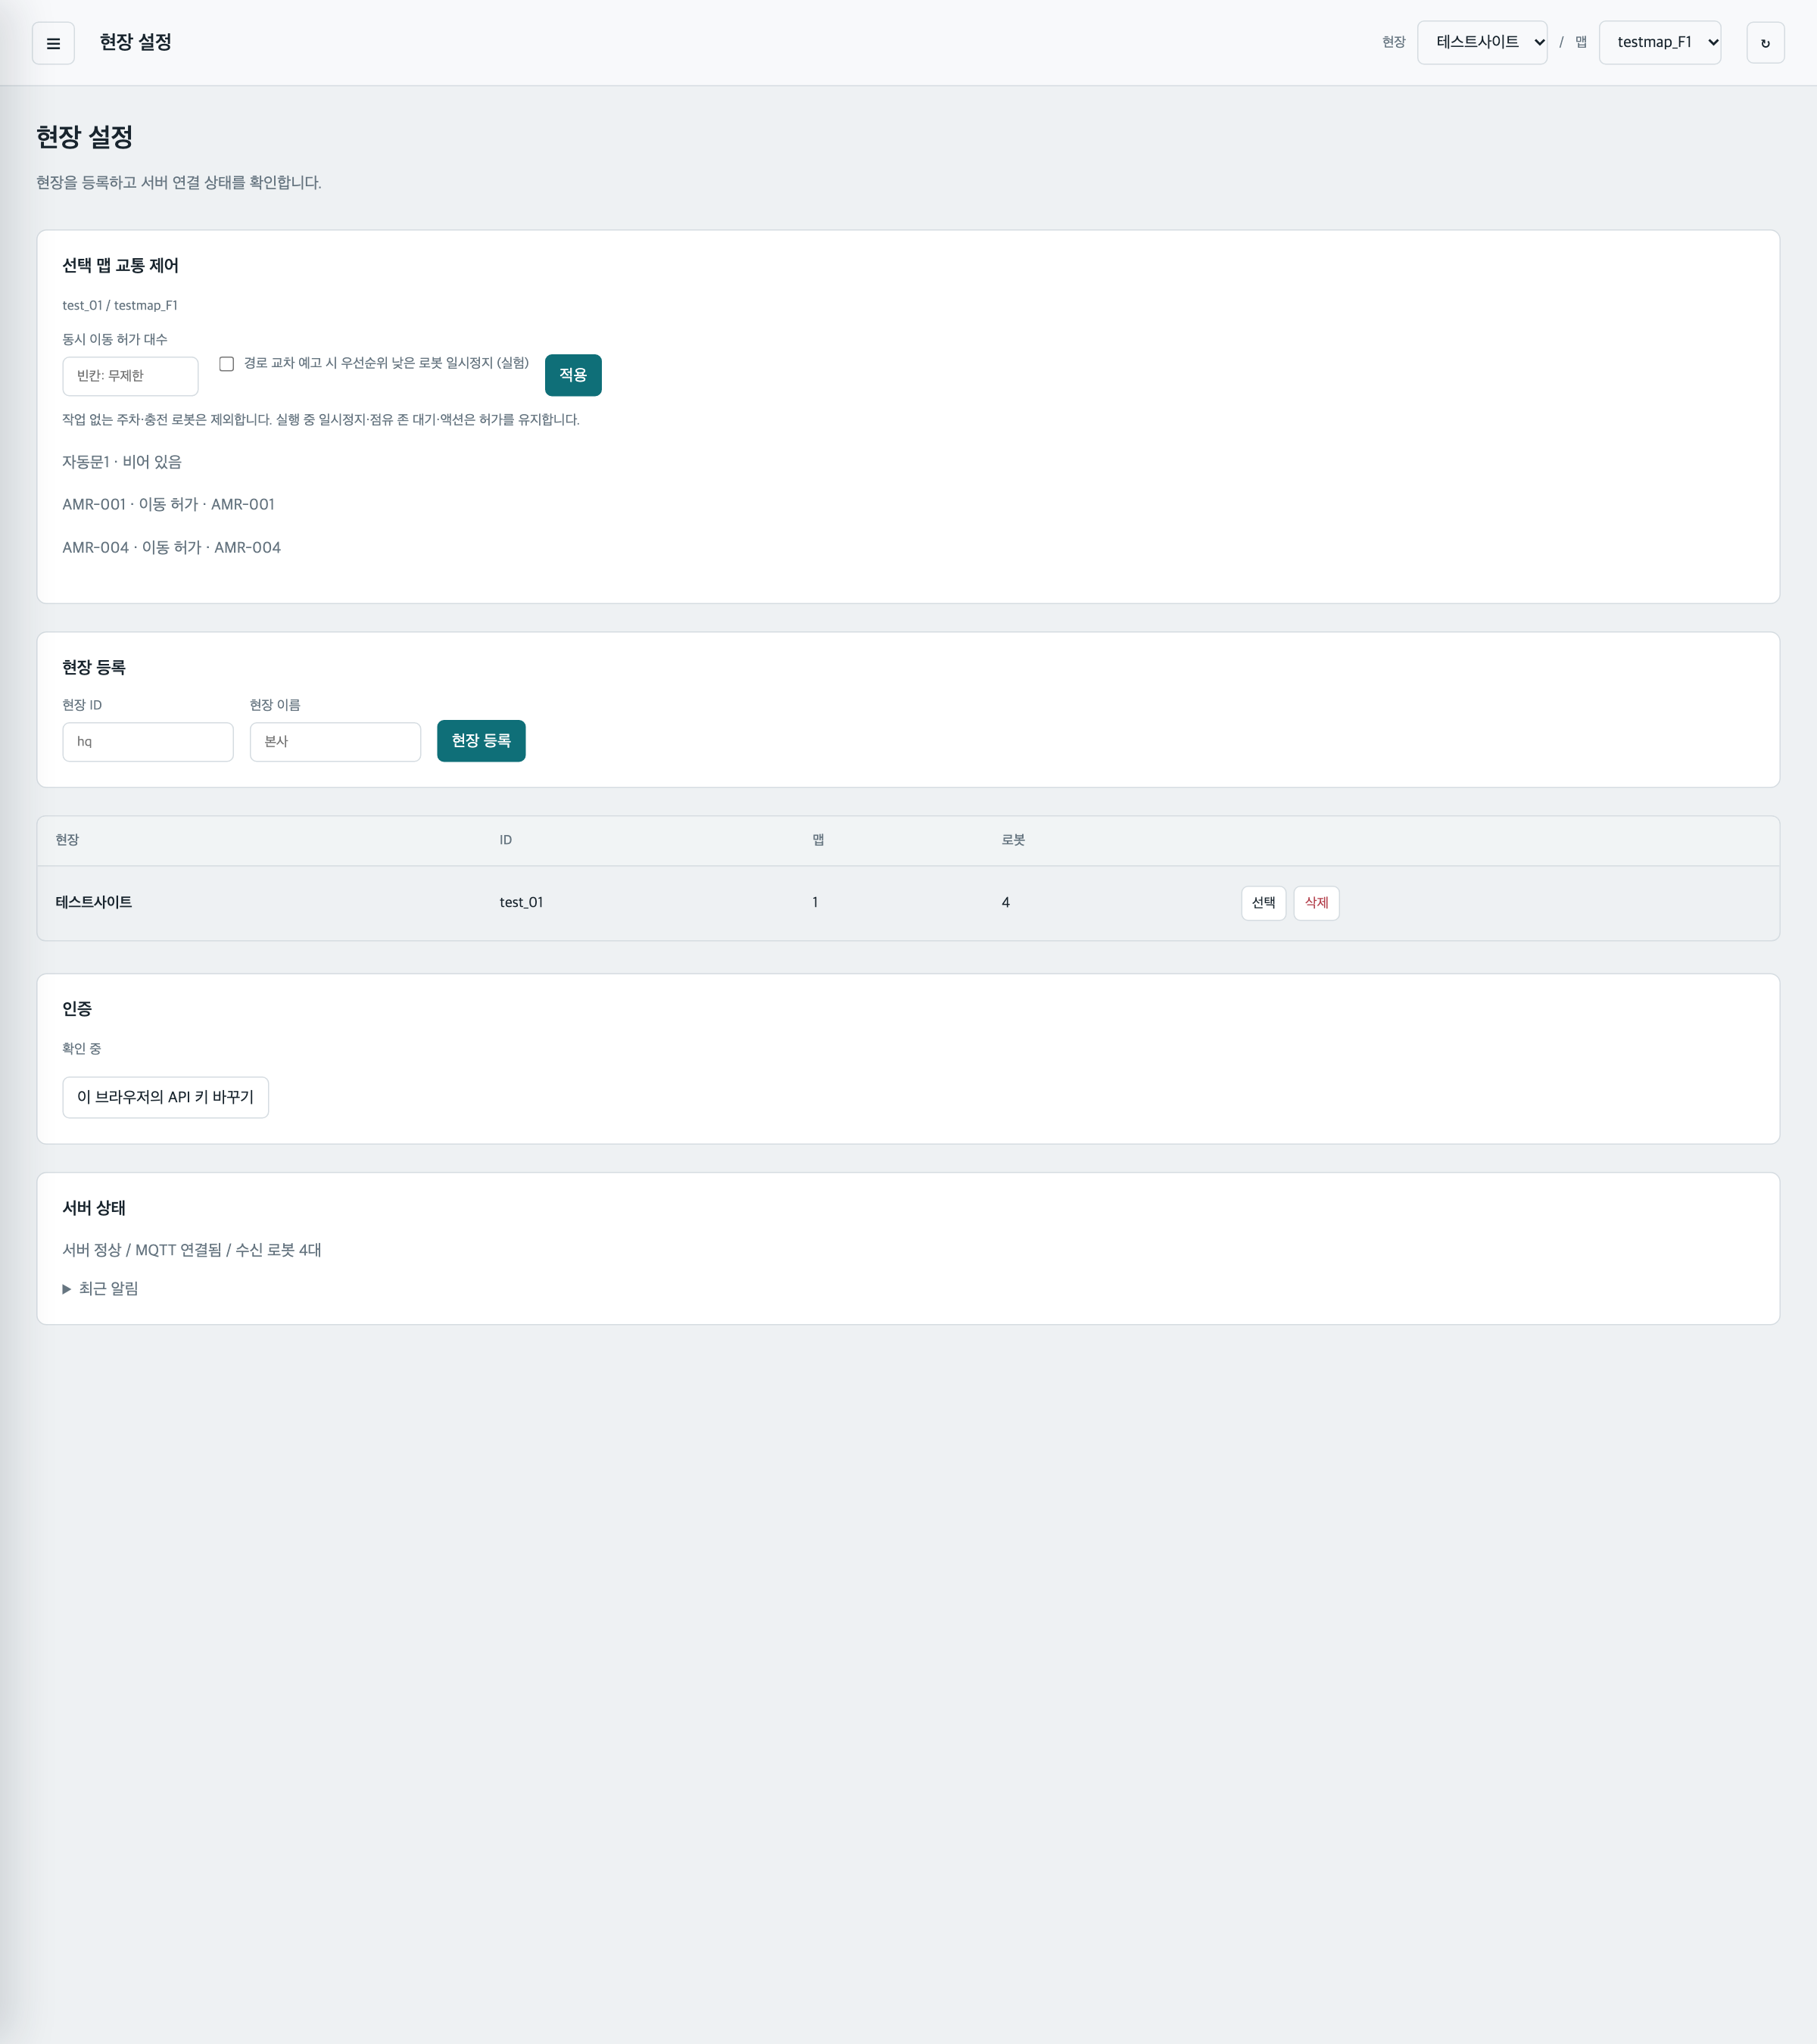 현장 설정
현장 테스트사이트 / 맵 testmap_F1
현장 설정
현장을 등록하고 서버 연결 상태를 확인합니다.
선택 맵 교통 제어
test_01 / testmap_F1
동시 이동 허가 대수
빈칸: 무제한
경로 교차 예고 시 우선순위 낮은 로봇 일시정지 (실험)
적용
작업 없는 주차·충전 로봇은 제외합니다. 실행 중 일시정지·점유 존 대기·액션은 허가를 유지합니다.
자동문1 · 비어 있음
AMR-001 · 이동 허가 · AMR-001
AMR-004 · 이동 허가 · AMR-004
현장 등록
현장 ID 현장 이름
hq 본사 현장 등록
현장 ID 맵 로봇
테스트사이트 test_01 1 4 선택 삭제
인증
확인 중
이 브라우저의 API 키 바꾸기
서버 상태
서버 정상 / MQTT 연결됨 / 수신 로봇 4대
▶ 최근 알림